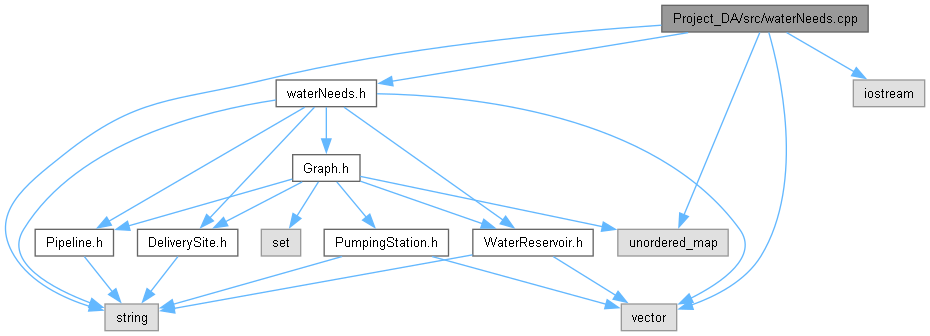 Project_DA/src/waterNeeds.cpp
waterNeeds.h
iostream
Graph.h
Pipeline.h
DeliverySite.h
set
PumpingStation.h
WaterReservoir.h
unordered_map
string
vector